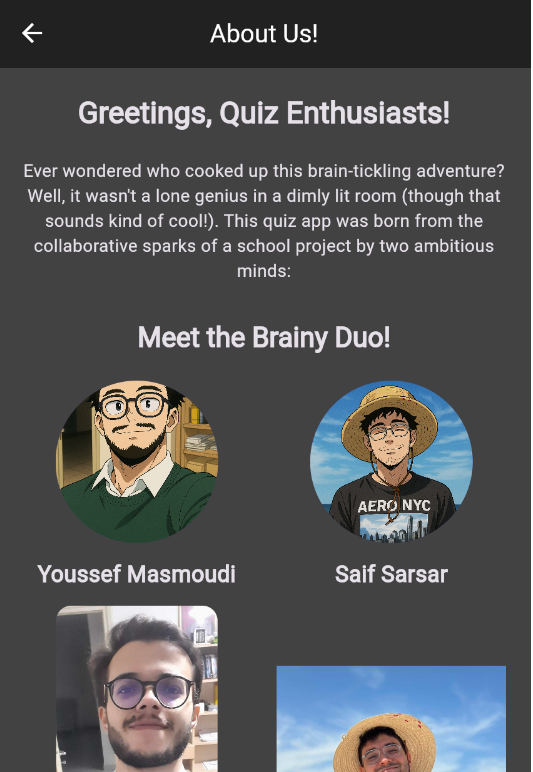 About Us!
Greetings, Quiz Enthusiasts!
Ever wondered who cooked up this brain-tickling adventure?
Well, it wasn't a lone genius in a dimly lit room (though that
sounds kind of cool!). This quiz app was born from the
collaborative sparks of a school project by two ambitious
minds:
Meet the Brainy Duo!
AERO NYC
Youssef Masmoudi
Saif Sarsar